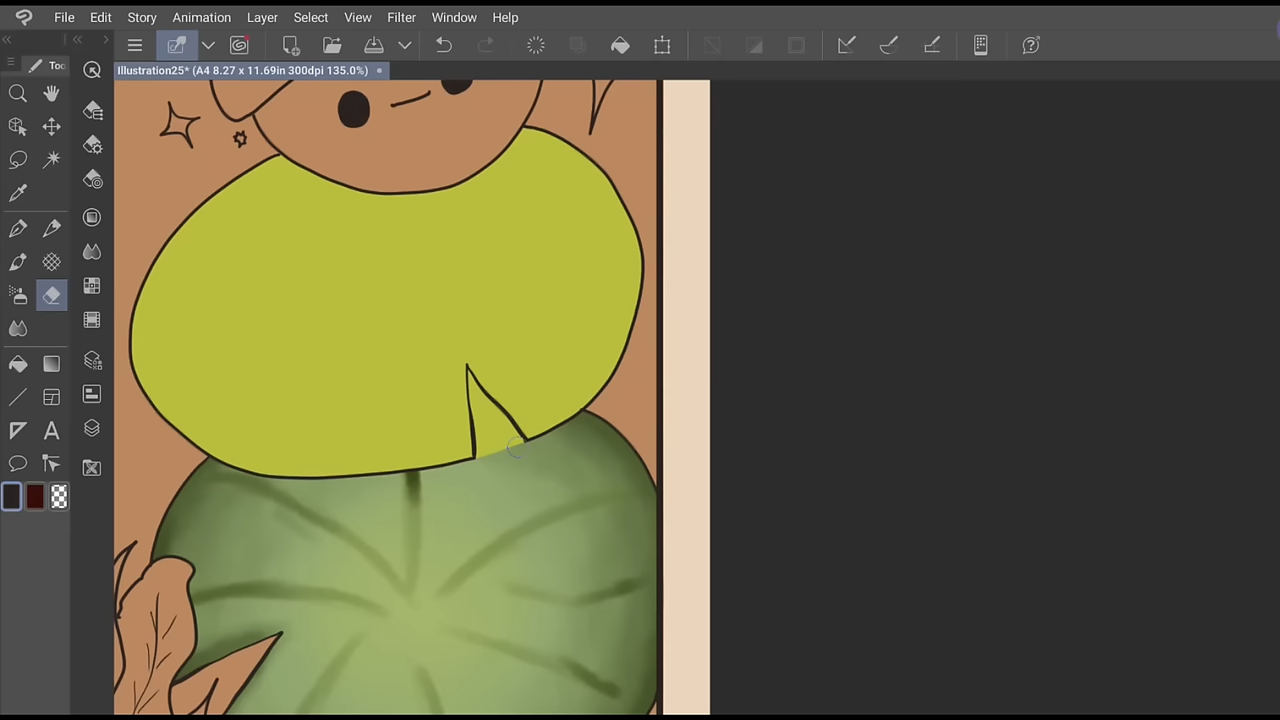 File Edit Story Animation Layer Select View Filter Window Help
Too
Illustration25* (A4 8.27 x 11.69in 300dpi 135.0%)